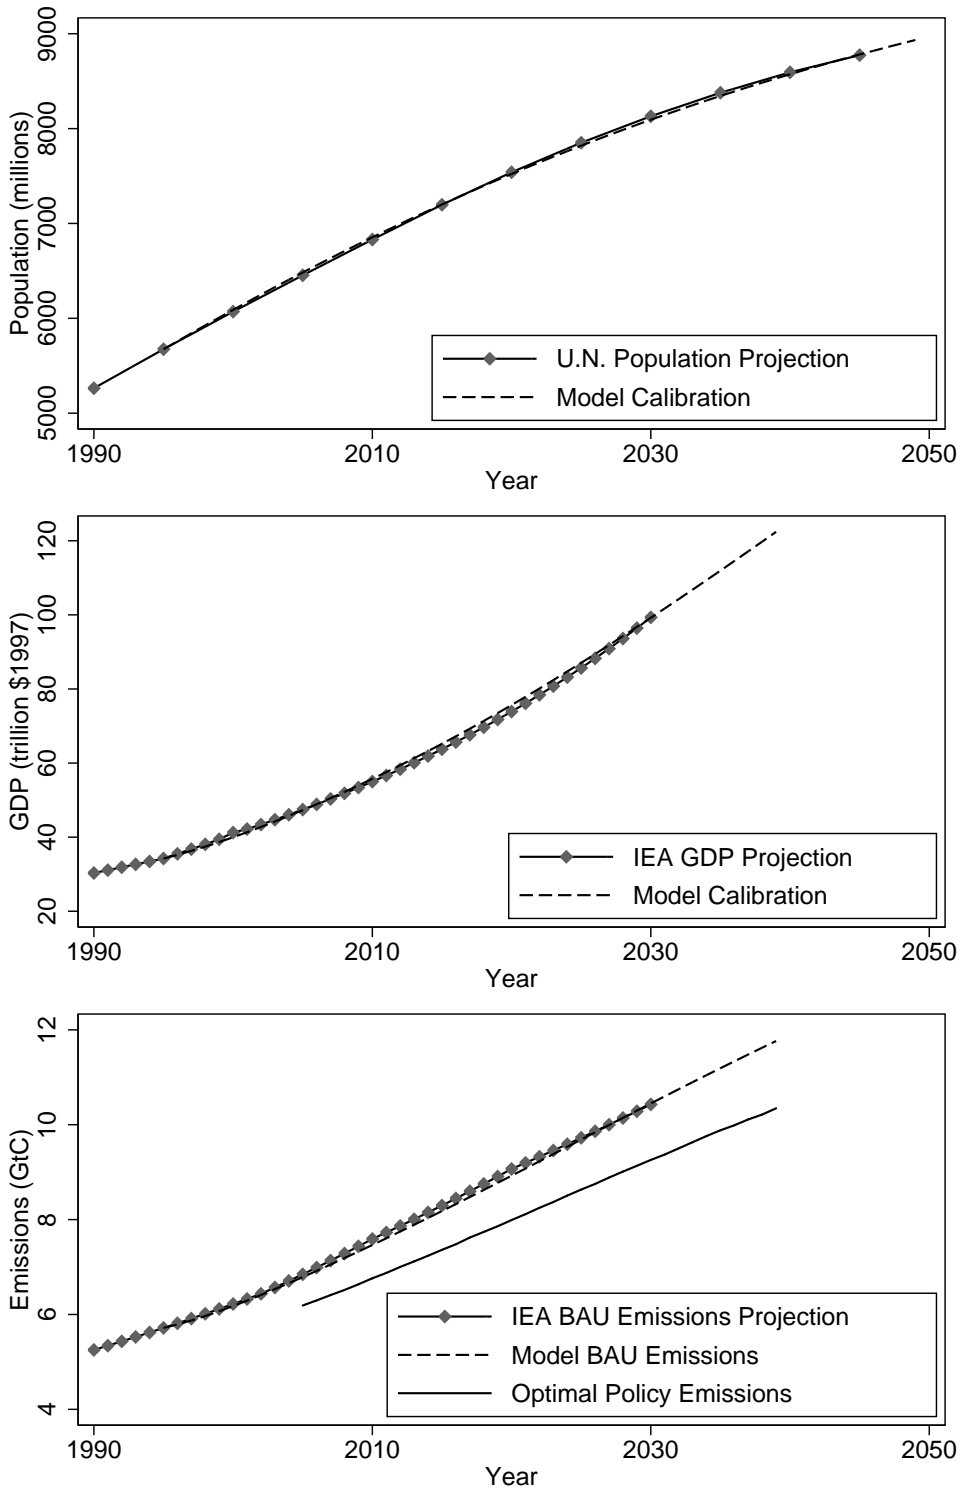 9000
8000
7000
6000
5000
Population (millions)
U.N. Population Projection
Model Calibration
1990 2010 2030 2050
Year
120
100
80
60
40
20
GDP (trillion $1997)
IEA GDP Projection
Model Calibration
1990 2010 2030 2050
Year
12
10
8
6
4
Emissions (GtC)
IEA BAU Emissions Projection
Model BAU Emissions
Optimal Policy Emissions
1990 2010 2030 2050
Year